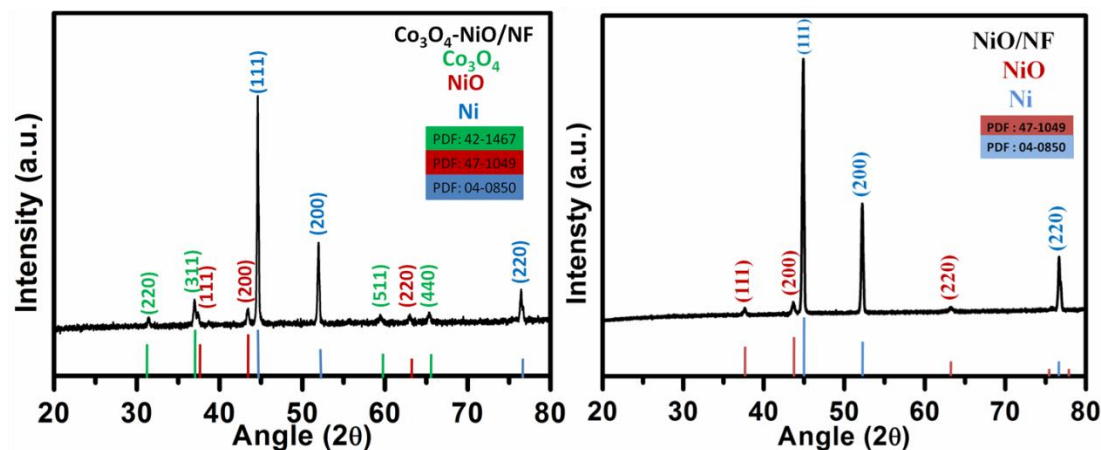 Co₃O₄-NiO/NF
Co₃O₄
NiO
Ni
PDF: 42-1467
PDF: 47-1049
PDF: 04-0850
(220)
(311)
(111)
(200)
(111)
(200)
(511)
(220)
(440)
(220)
Intensity (a.u.)
20 30 40 50 60 70 80
Angle (2θ)
NiO/NF
NiO
Ni
PDF : 47-1049
PDF : 04-0850
(111)
(200)
(111)
(200)
(220)
(220)
Intensty (a.u.)
20 30 40 50 60 70 80
Angle (2θ)